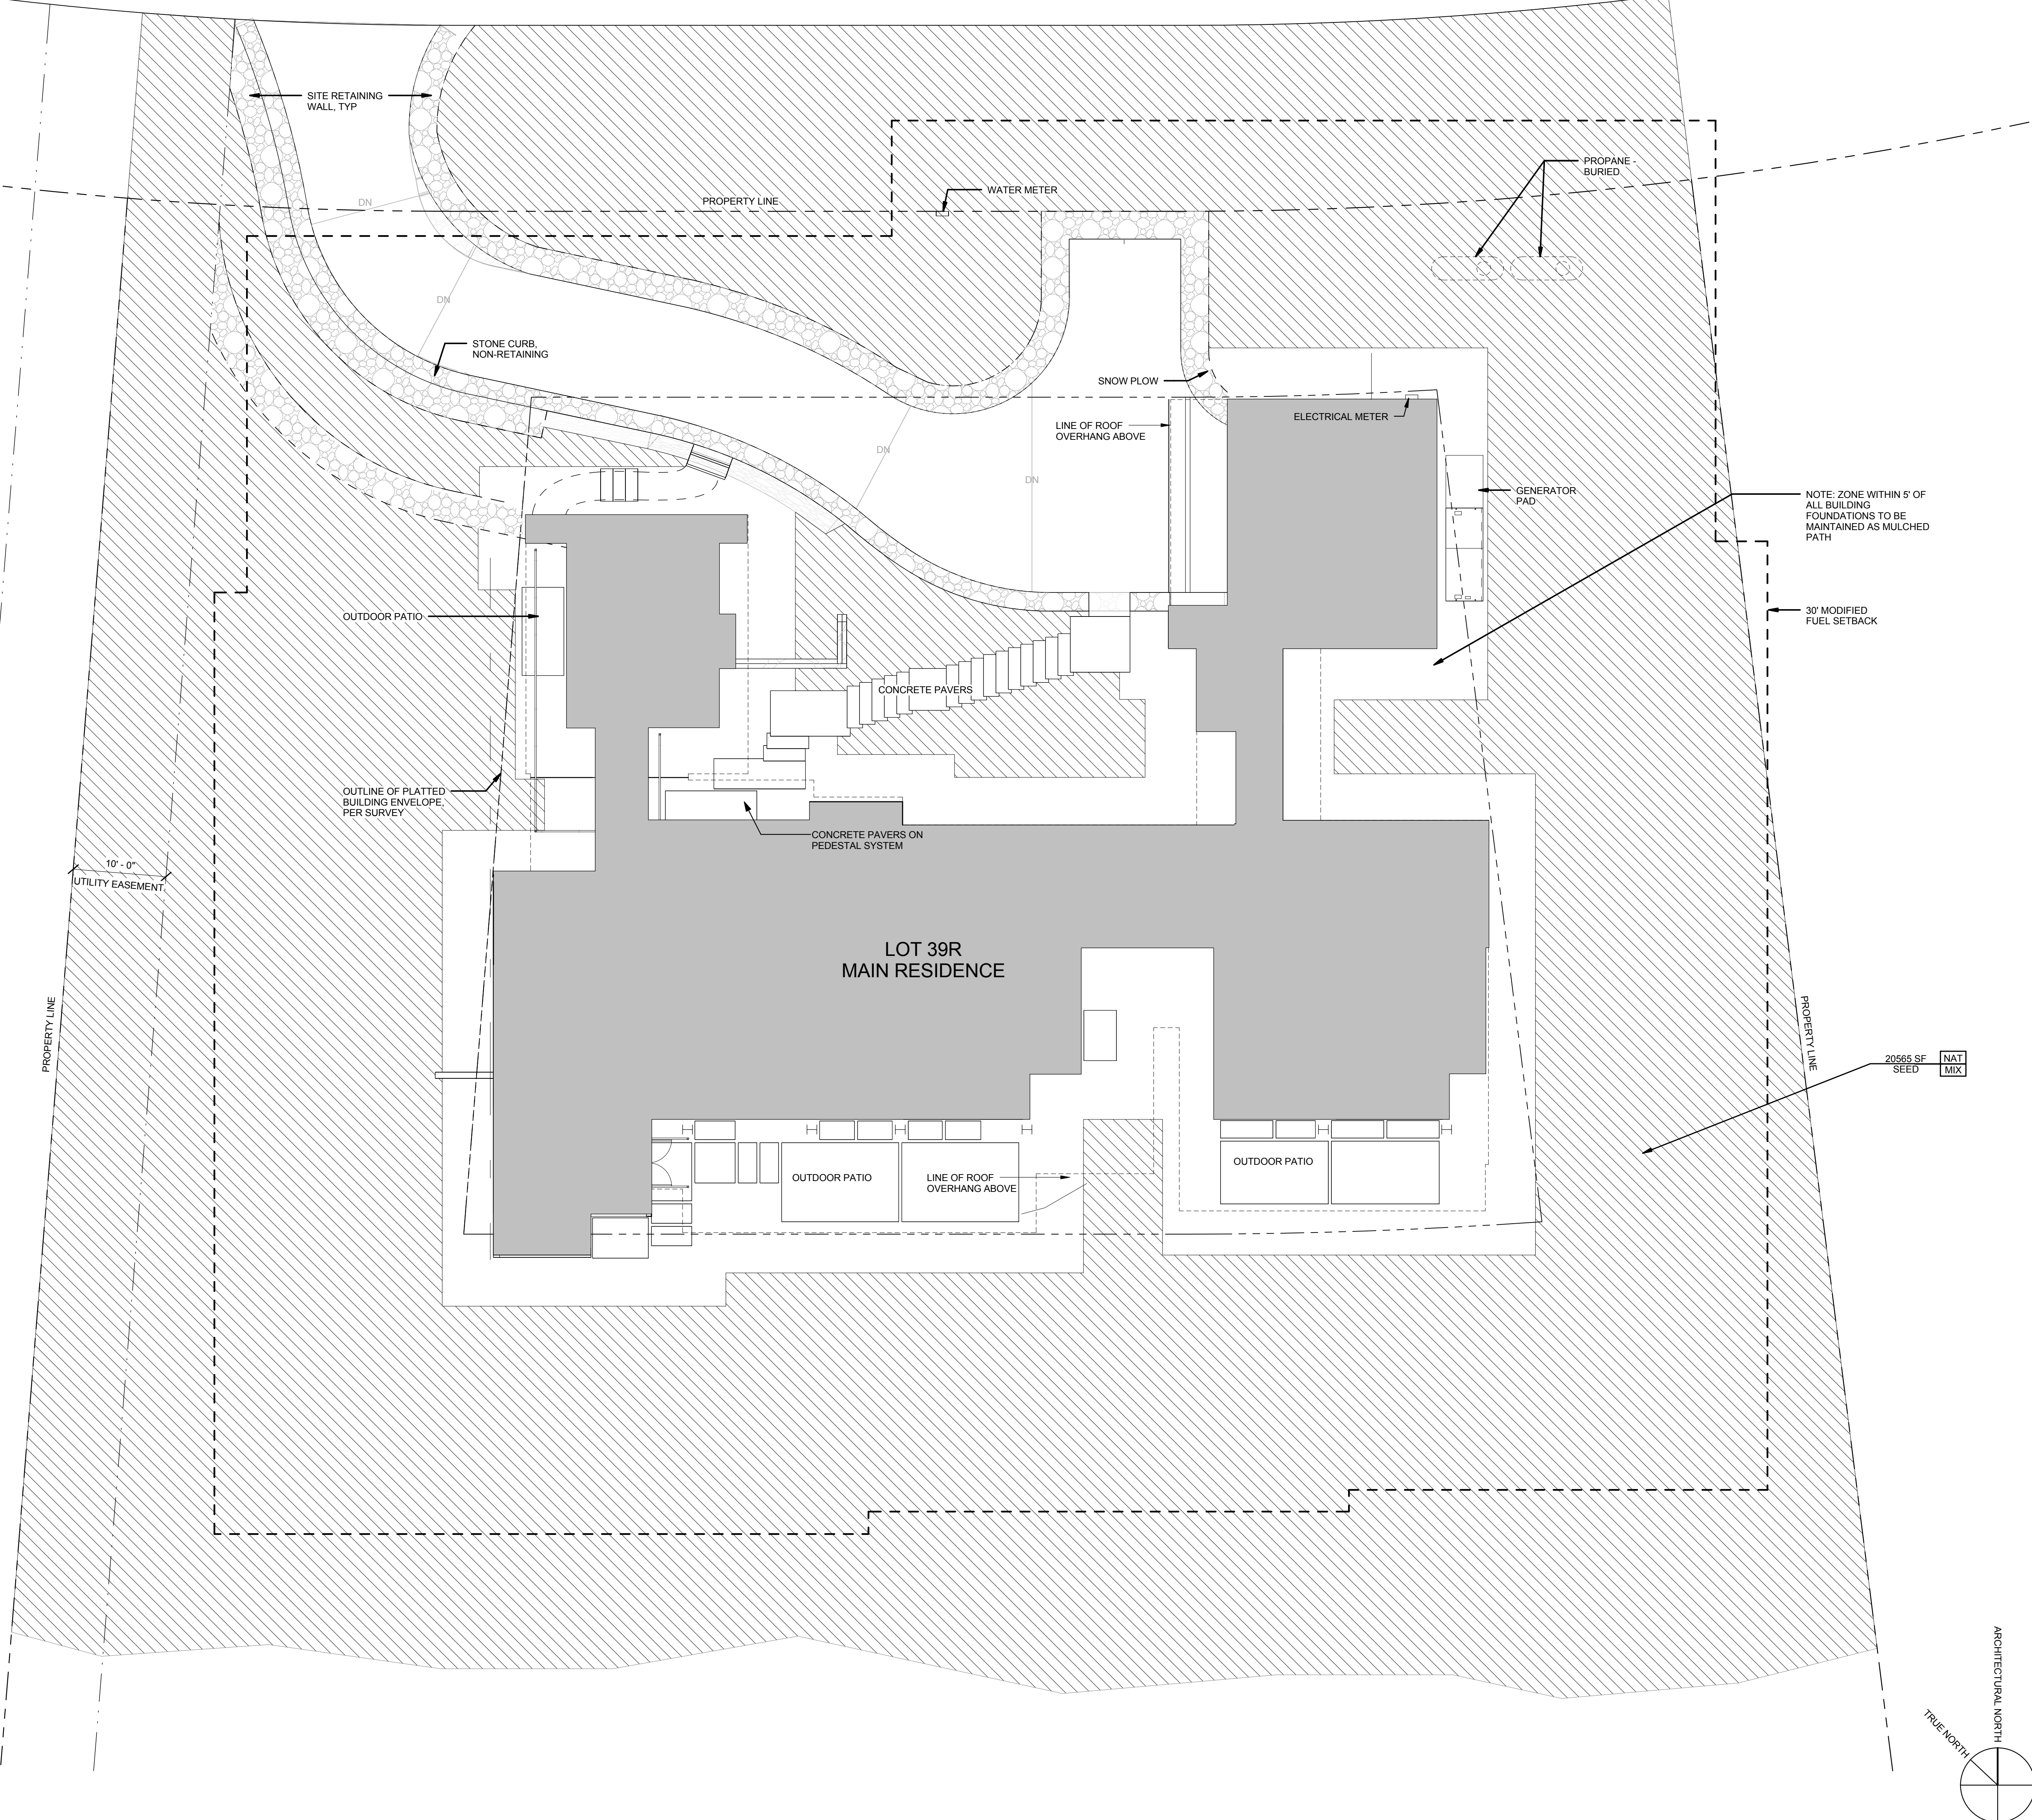 SITE RETAINING
WALL, TYP
PROPANE -
BURIED
WATER METER
PROPERTY LINE
DN
DN
STONE CURB,
NON-RETAINING
SNOW PLOW
LINE OF ROOF
OVERHANG ABOVE
ELECTRICAL METER
DN
DN
GENERATOR
PAD
NOTE: ZONE WITHIN 5' OF
ALL BUILDING
FOUNDATIONS TO BE
MAINTAINED AS MULCHED
PATH
OUTDOOR PATIO
30' MODIFIED
FUEL SETBACK
CONCRETE PAVERS
OUTLINE OF PLATTED
BUILDING ENVELOPE,
PER SURVEY
CONCRETE PAVERS ON
PEDESTAL SYSTEM
10' - 0"
UTILITY EASEMENT
LOT 39R
MAIN RESIDENCE
PROPERTY LINE
PROPERTY LINE
20565 SF
SEED
NAT
MIX
OUTDOOR PATIO
LINE OF ROOF
OVERHANG ABOVE
OUTDOOR PATIO
ARCHITECTURAL NORTH
TRUE NORTH